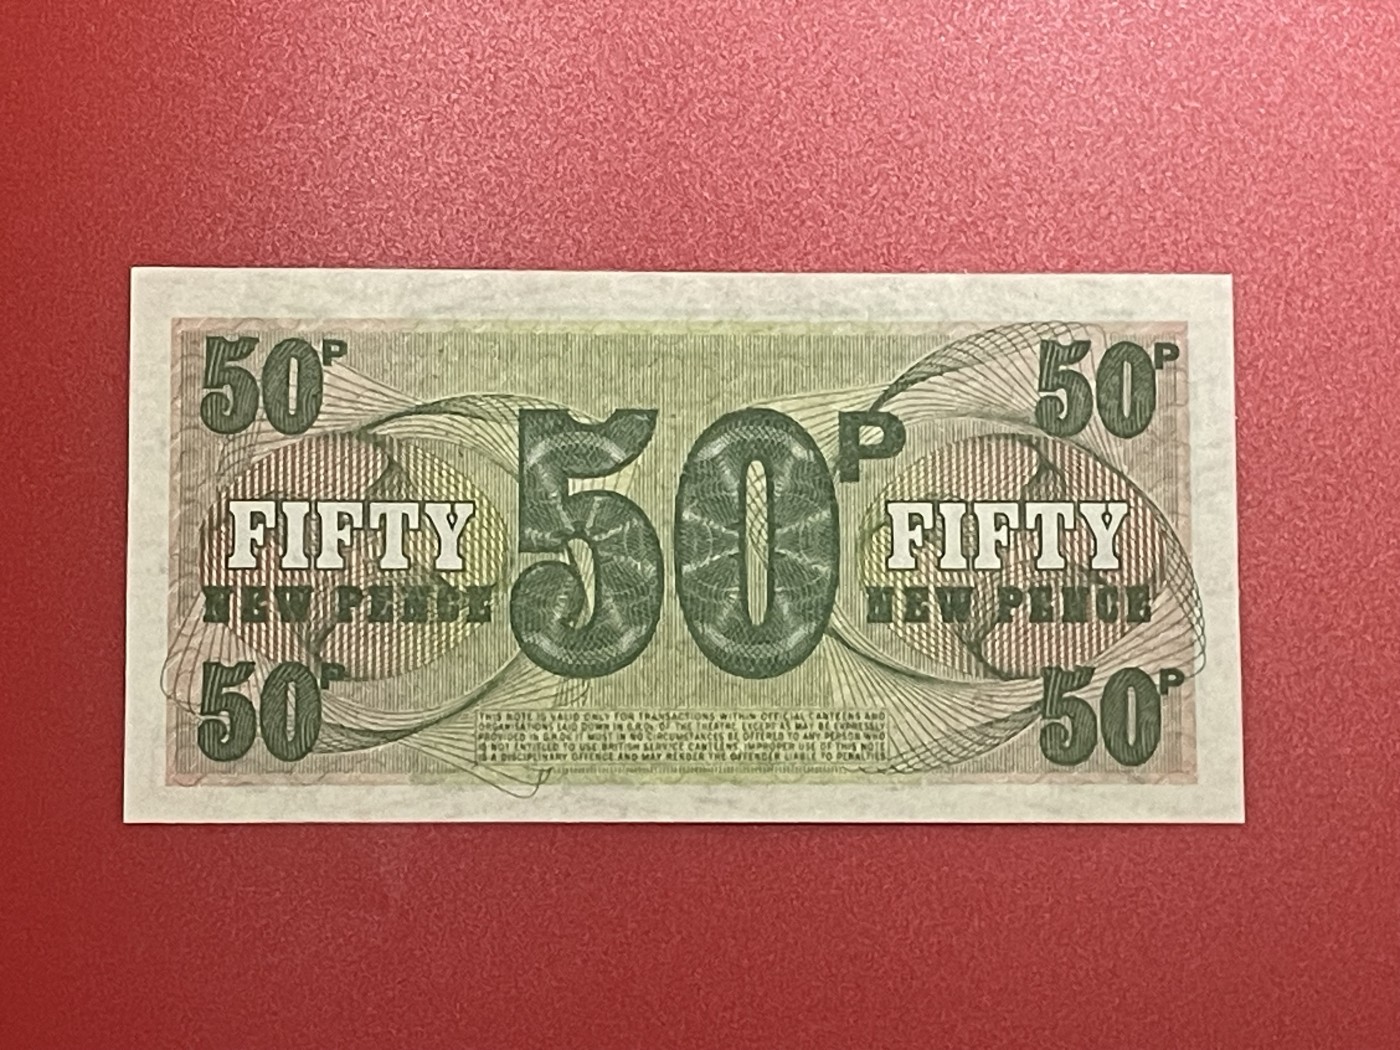 50P
50P
50P
FIFTY
FIFTY
NEW PENCE
NEW PENCE
50P
50P
THIS NOTE IS VALID ONLY FOR TRANSACTIONS WITHIN OFFICIAL CANTEENS AND
ORGANISATIONS LAID DOWN IN G.R.Os. OF THE THEATRE, EXCEPT AS MAY BE EXPRESSLY
PROVIDED IN G.R.Os. IT MUST IN NO CIRCUMSTANCES BE OFFERED TO ANY PERSON WHO
IS NOT ENTITLED TO USE BRITISH SERVICE CANTEENS. IMPROPER USE OF THIS NOTE
IS A DISCIPLINARY OFFENCE AND MAY RENDER THE OFFENDER LIABLE TO PENALTIES.